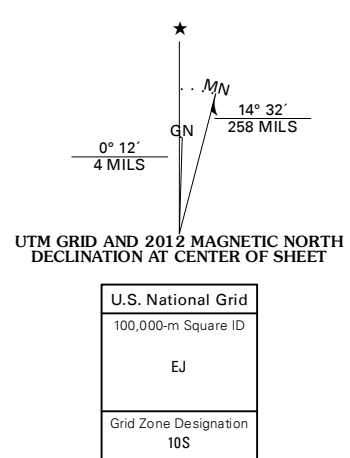 ★
MN
GN
14° 32´
258 MILS
0° 12´
4 MILS
UTM GRID AND 2012 MAGNETIC NORTH
DECLINATION AT CENTER OF SHEET
U.S. National Grid
100,000-m Square ID
EJ
Grid Zone Designation
10S